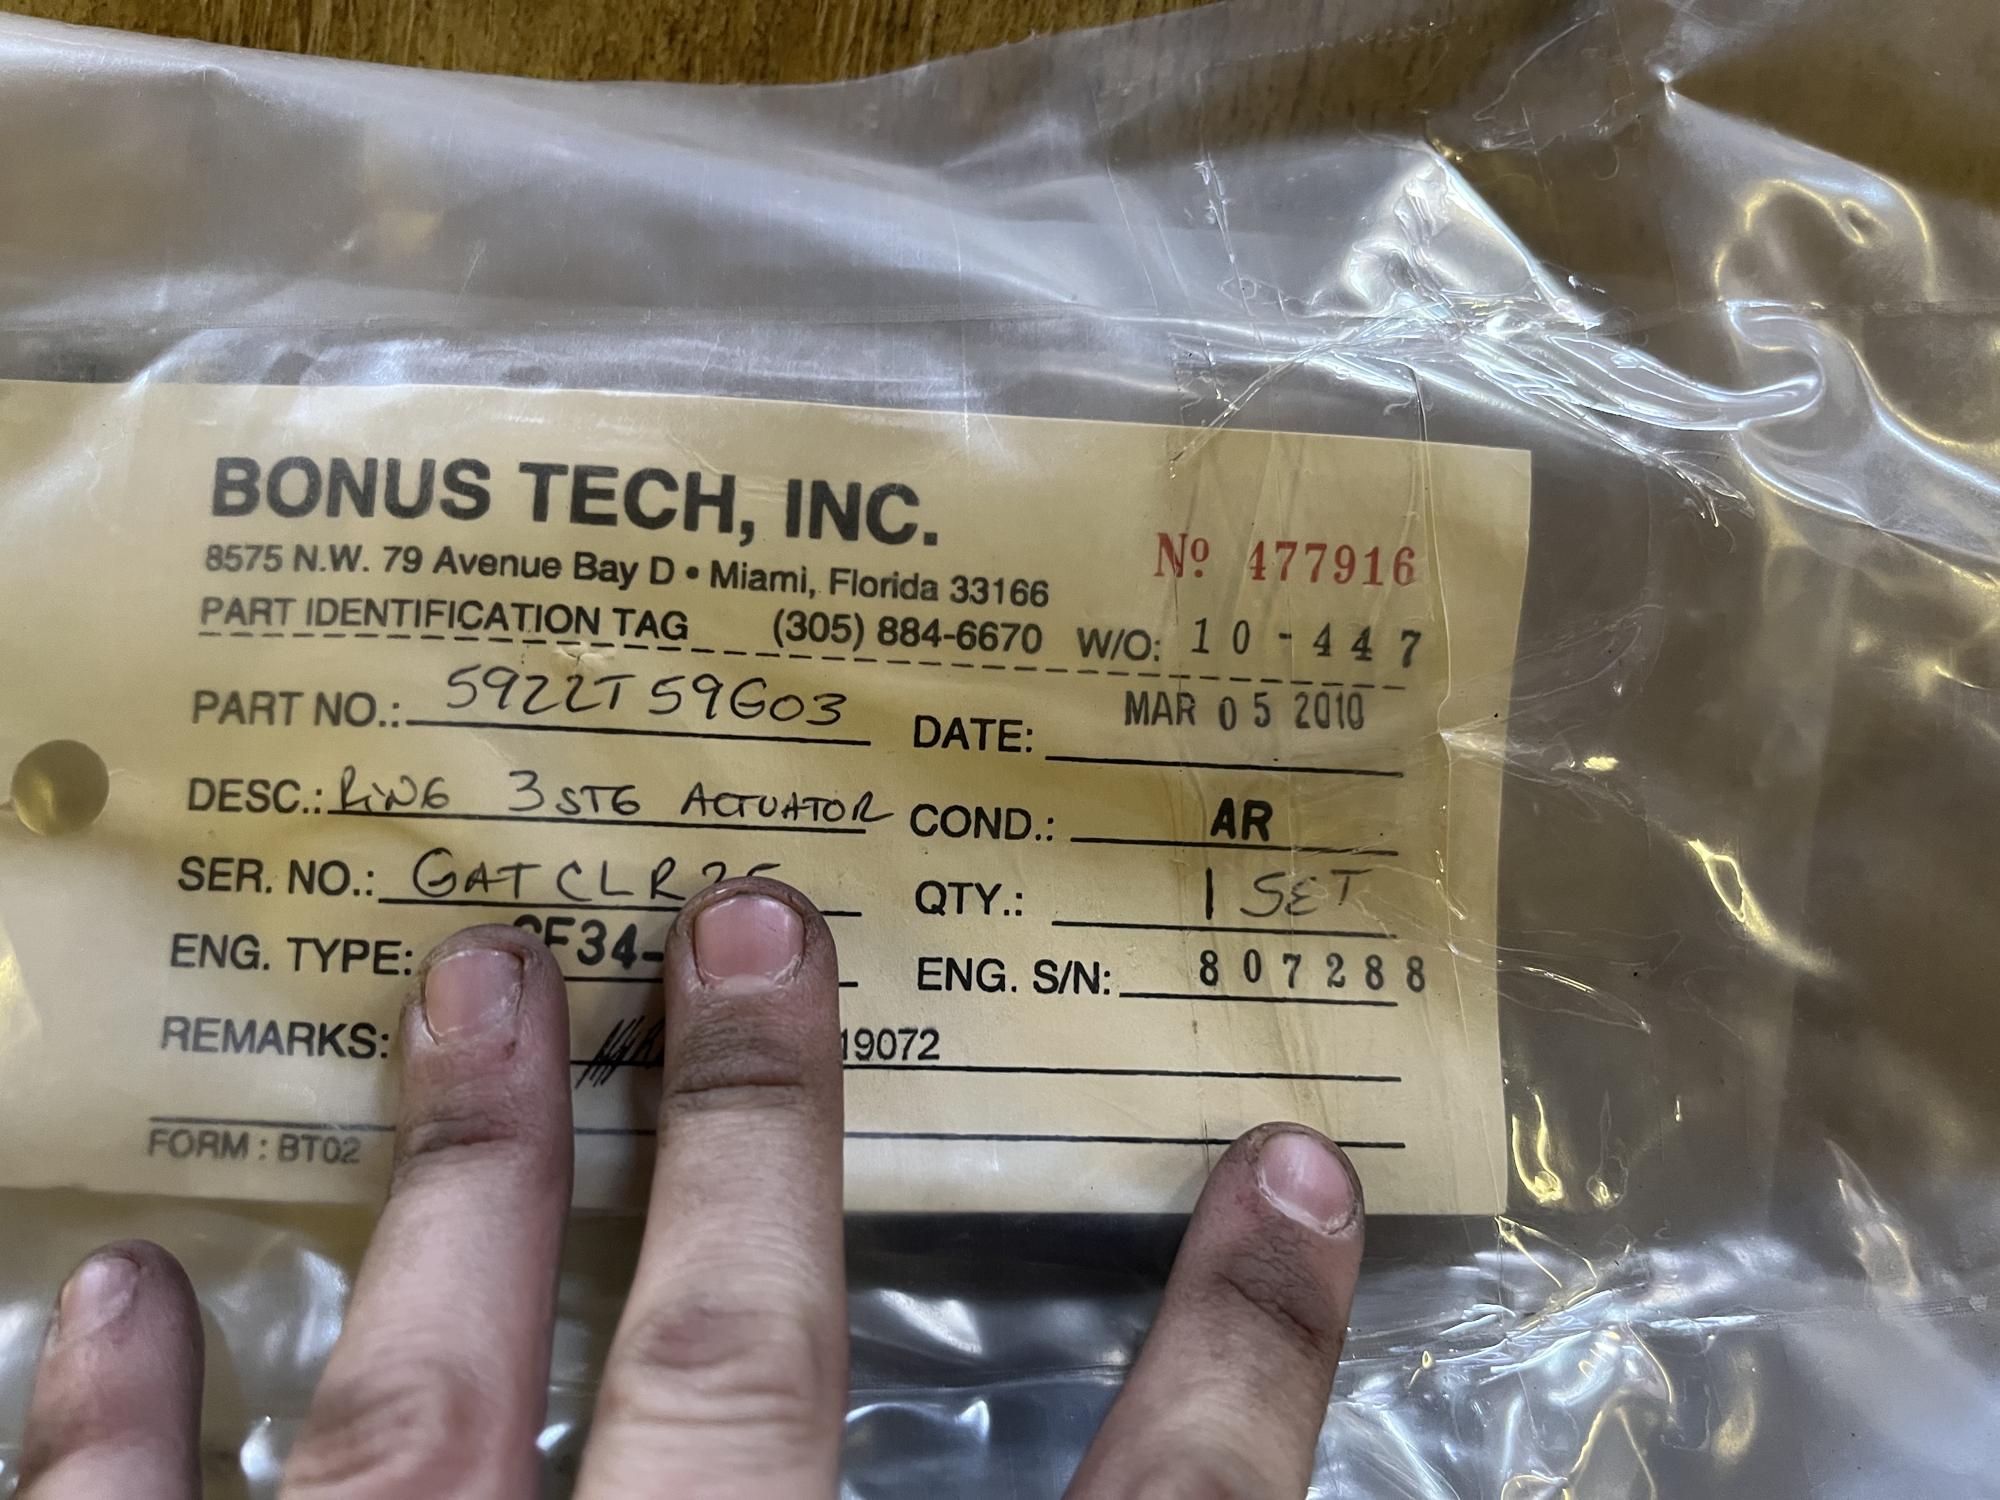 BONUS TECH, INC.
8575 N.W. 79 Avenue Bay D • Miami, Florida 33166
Nº 477916
PART IDENTIFICATION TAG (305) 884-6670 W/O: 10-447
PART NO.: 5922T59G03 DATE: MAR 05 2010
DESC.: RING 3 STG ACTUATOR COND.: AR
SER. NO.: QTY.: 1 SET
ENG. TYPE: ENG. S/N: 807288
REMARKS: 19072
FORM : BT02